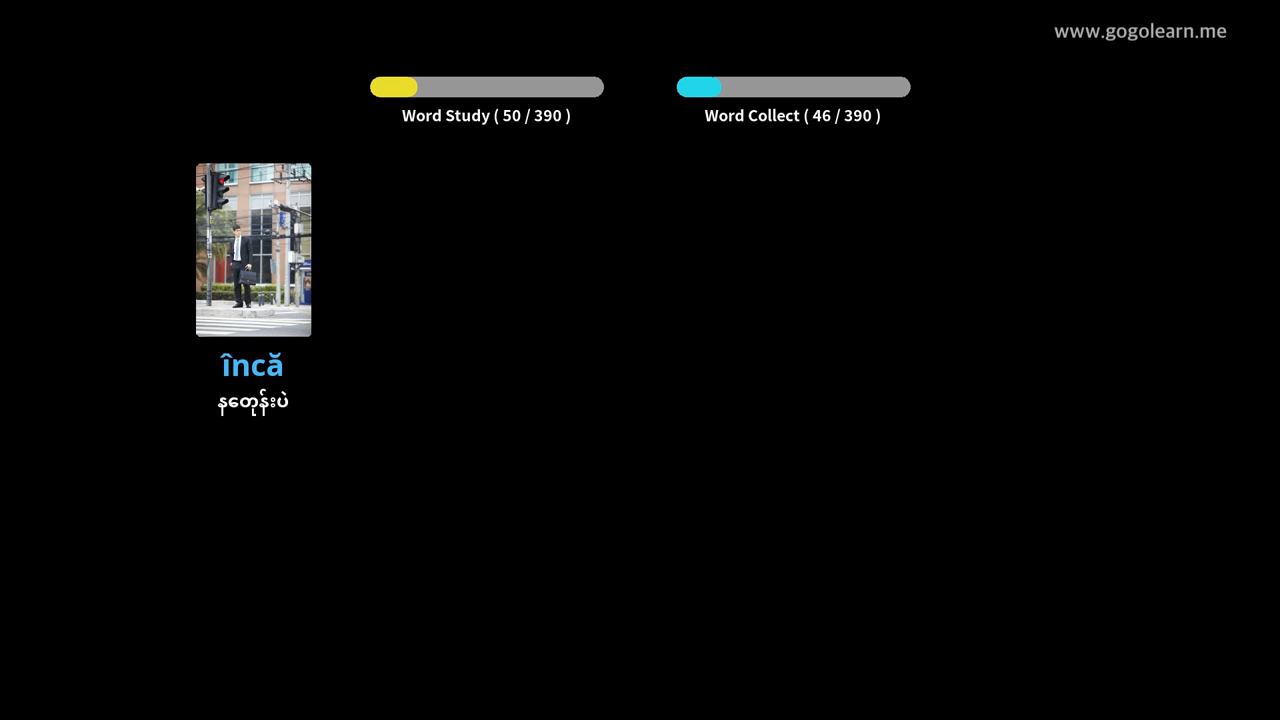 www.gogolearn.me
Word Study ( 50 / 390 )
Word Collect ( 46 / 390 )
încă
နတေုန်းပဲ